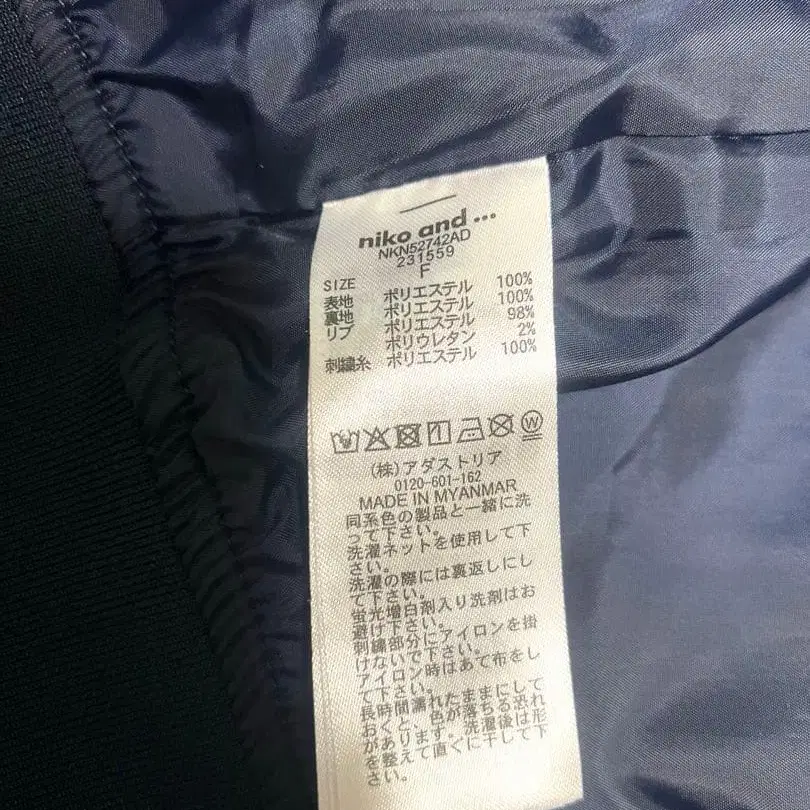 niko and ...
NKN52742AD
231559
SIZE F
表地 ポリエステル 100%
裏地 ポリエステル 100%
リブ ポリエステル 98%
ポリウレタン 2%
刺繍糸 ポリエステル 100%
W
(株)アダストリア
0120-601-162
MADE IN MYANMAR
同系色の製品と一緒に洗
って下さい。
洗濯ネットを使用して下
さい。
洗濯の際には裏返しにし
て下さい。
蛍光増白剤入り洗剤はお
避け下さい。
刺繍部分にアイロンを掛
けないで下さい。
アイロン時はあて布をし
て下さい。
長時間濡れたままにして
おくと、色が落ちる恐れ
があります。洗濯後は形
を整えて直ぐに干して下
さい。